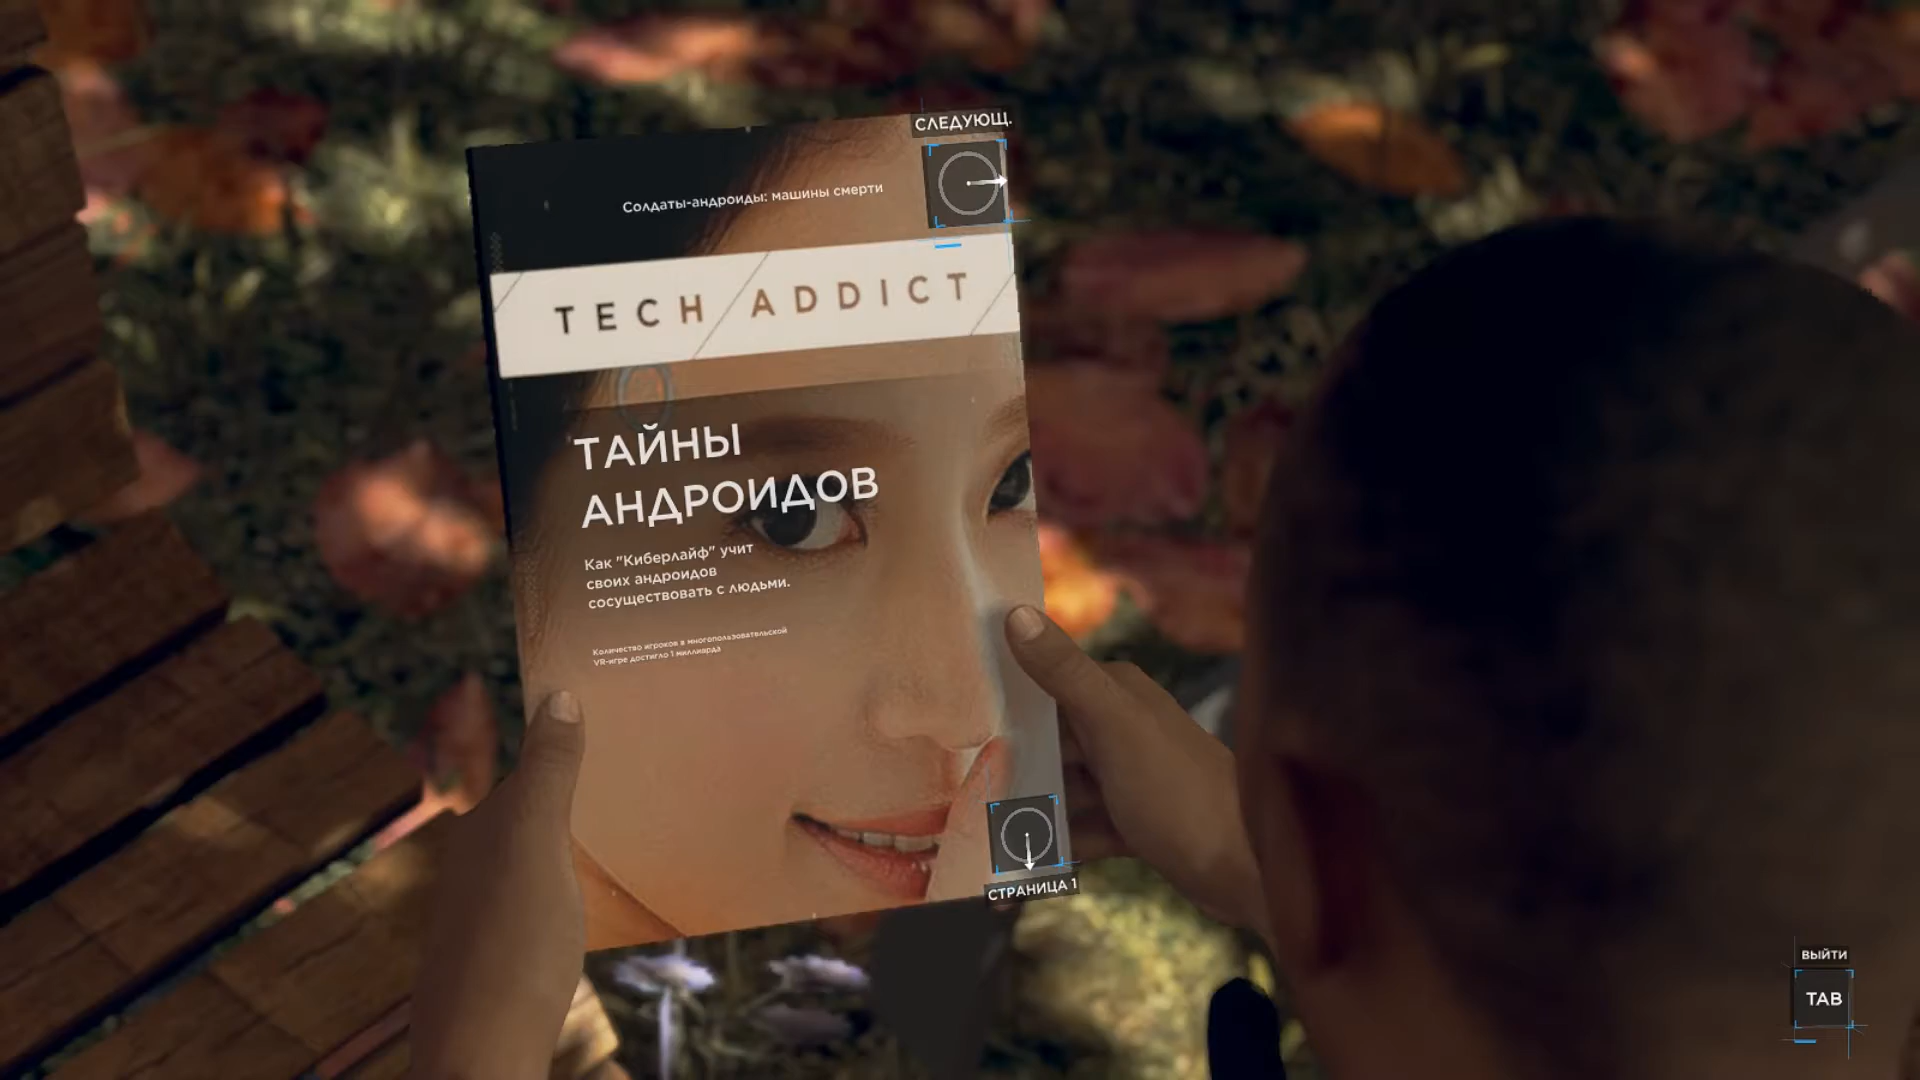 СЛЕДУЮЩ.
Солдаты-андроиды: машины смерти
TECH ADDICT
ТАЙНЫ
АНДРОИДОВ
Как "Киберлайф" учит
своих андроидов
сосуществовать с людьми.
Количество игроков в многопользовательской
VR-игре достигло 1 миллиарда
СТРАНИЦА 1
ВЫЙТИ
TAB